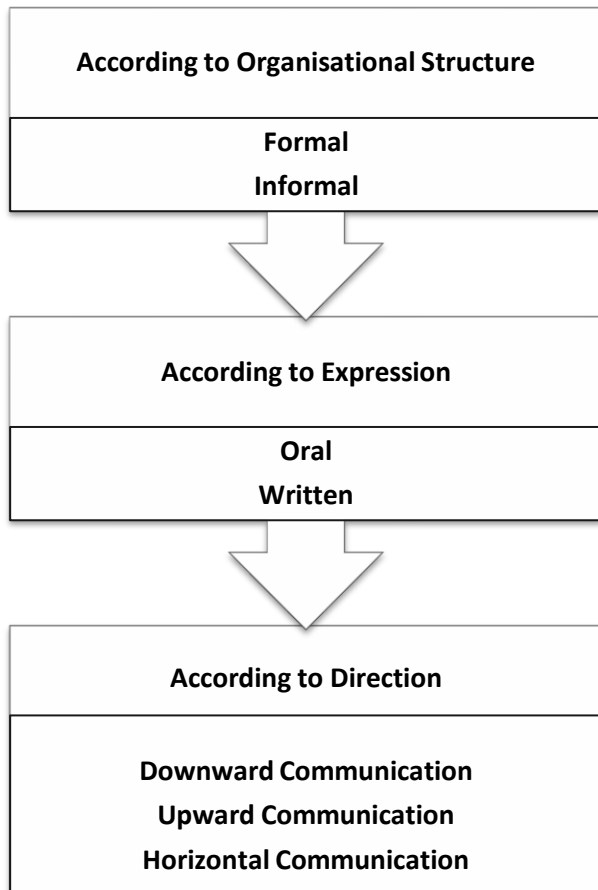 According to Organisational Structure
Formal
Informal
According to Expression
Oral
Written
According to Direction
Downward Communication
Upward Communication
Horizontal Communication